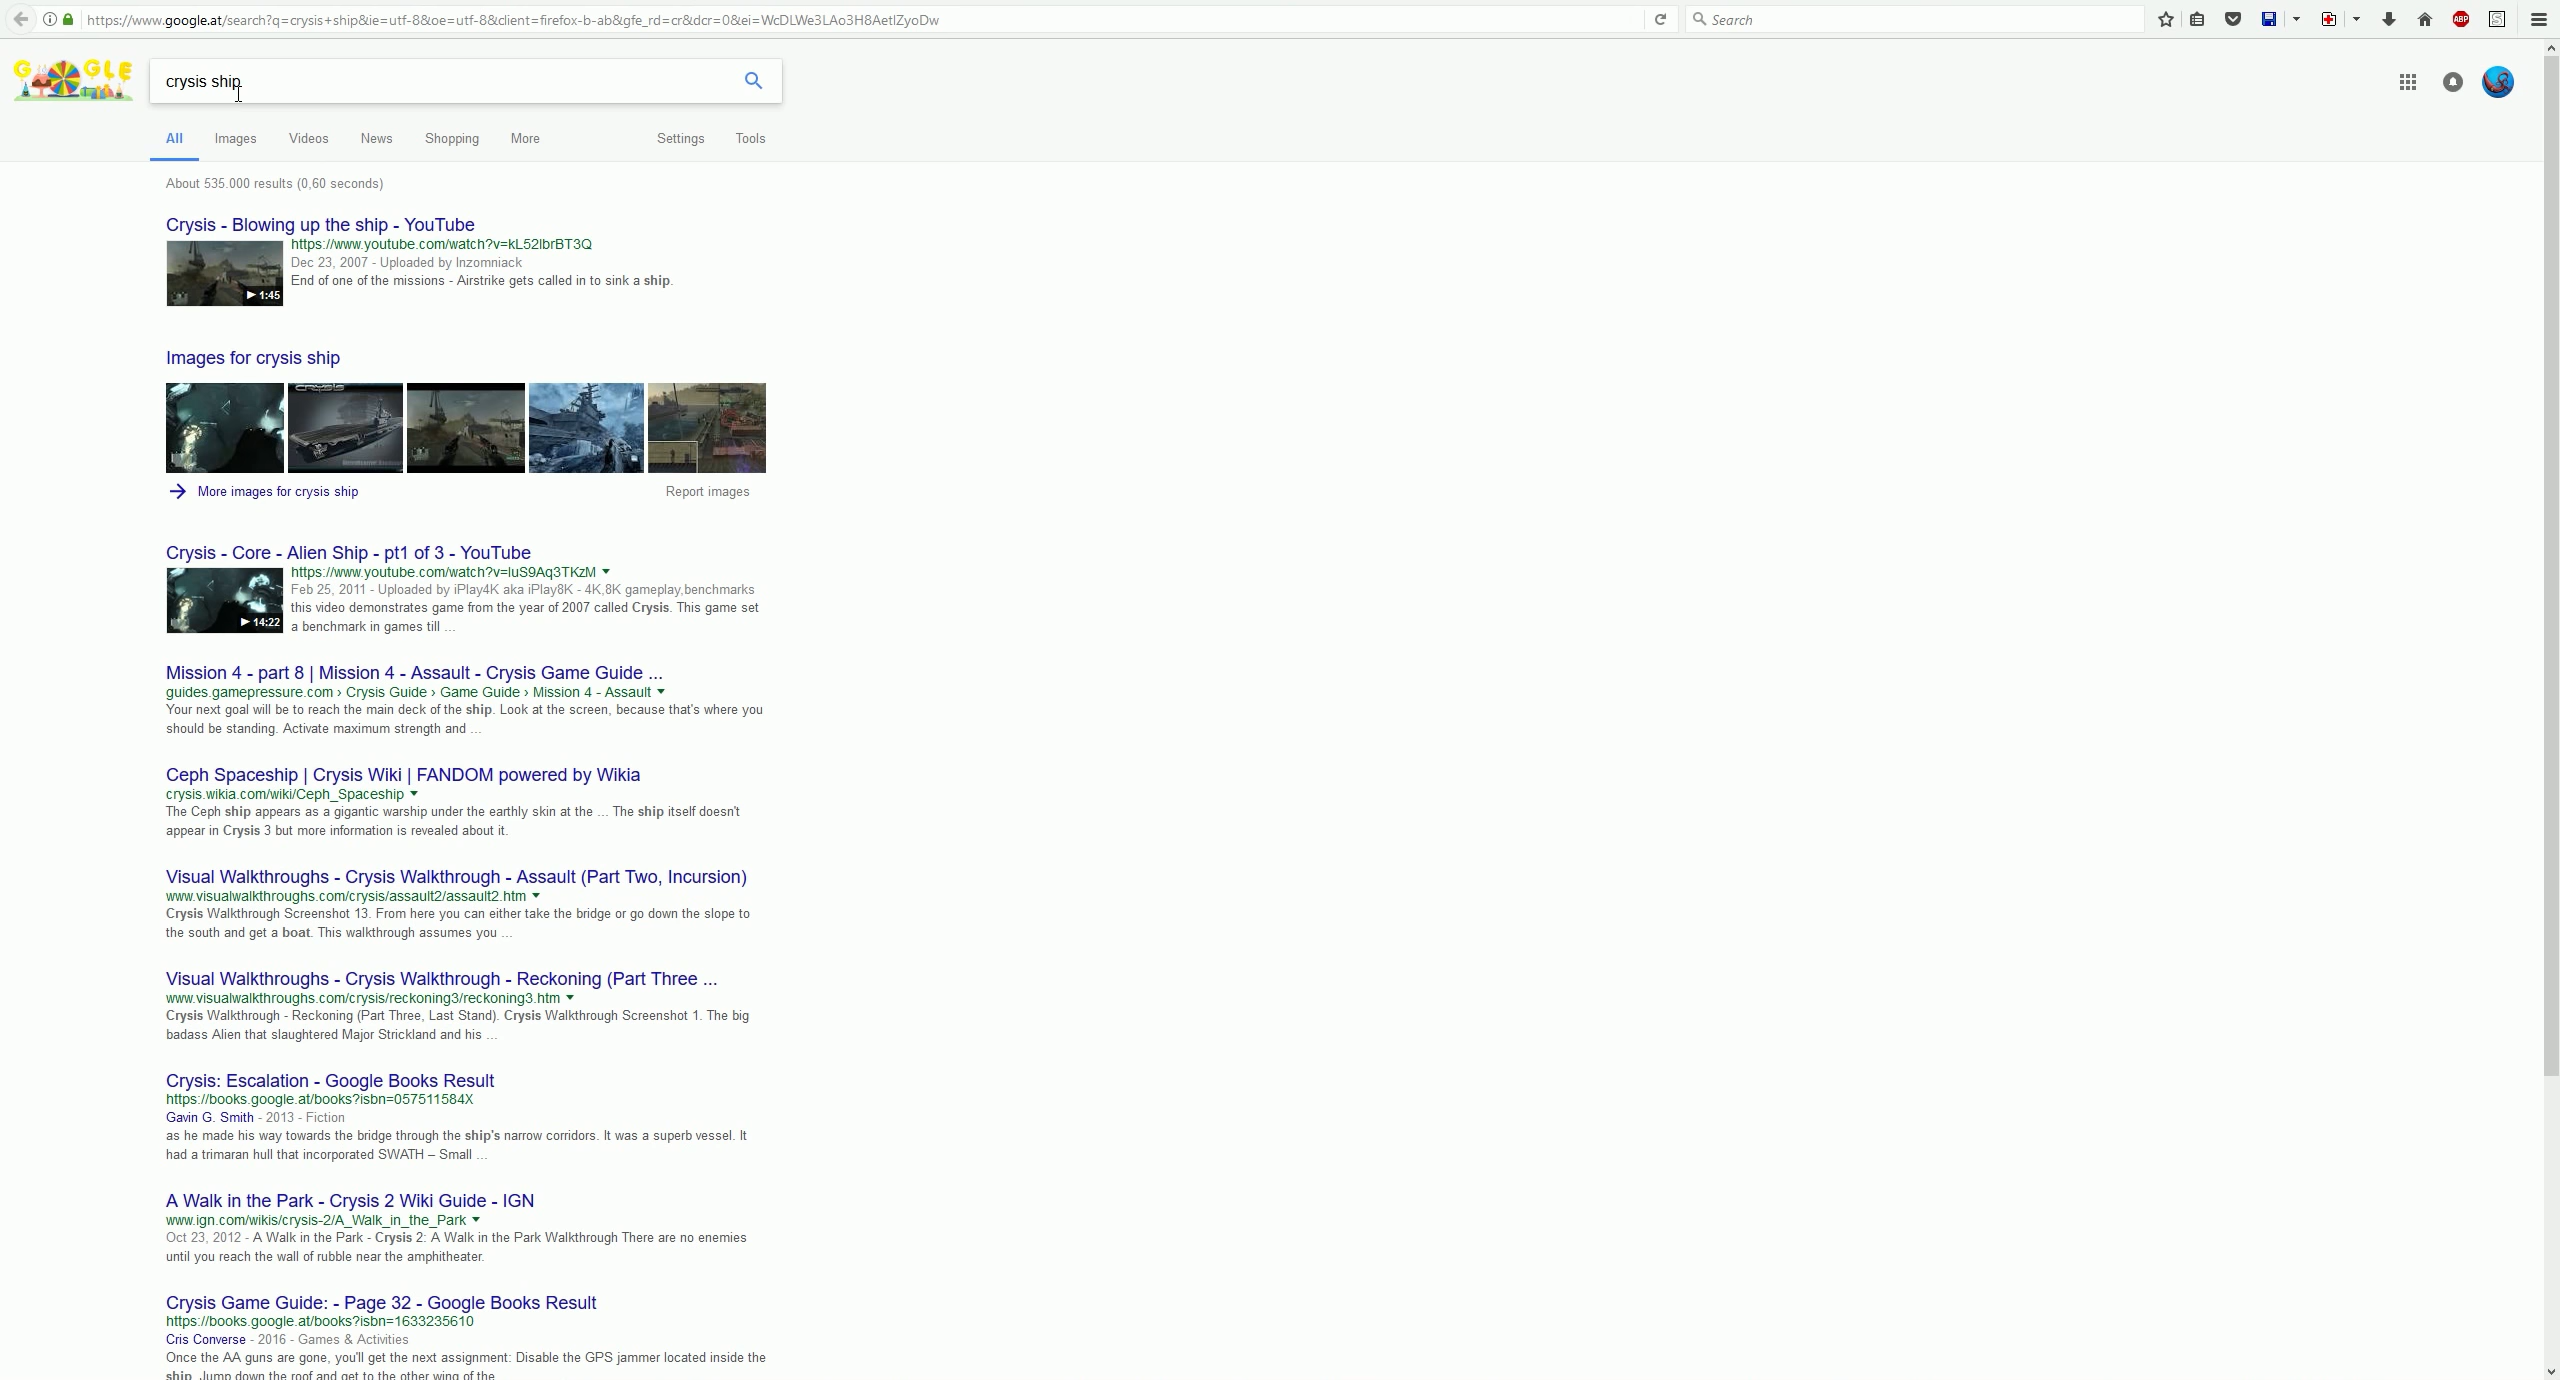 https://www.google.at/search?q=crysis+ship&ie=utf-8&oe=utf-8&client=firefox-b-ab&gfe_rd=cr&dcr=0&ei=WcDLWe3LAo3H8AetlZyoDw
Search
ABP
S
GOOGLE
crysis ship
All Images Videos News Shopping More Settings Tools
About 535.000 results (0,60 seconds)
Crysis - Blowing up the ship - YouTube
https://www.youtube.com/watch?v=kL52lbrBT3Q
Dec 23, 2007 - Uploaded by Inzomniack
End of one of the missions - Airstrike gets called in to sink a ship.
1:45
Images for crysis ship
CRYSIS
More images for crysis ship
Report images
Crysis - Core - Alien Ship - pt1 of 3 - YouTube
https://www.youtube.com/watch?v=luS9Aq3TKzM
Feb 25, 2011 - Uploaded by iPlay4K aka iPlay8K - 4K,8K gameplay,benchmarks
this video demonstrates game from the year of 2007 called Crysis. This game set
a benchmark in games till ...
14:22
Mission 4 - part 8 | Mission 4 - Assault - Crysis Game Guide ...
guides.gamepressure.com › Crysis Guide › Game Guide › Mission 4 - Assault
Your next goal will be to reach the main deck of the ship. Look at the screen, because that's where you
should be standing. Activate maximum strength and ...
Ceph Spaceship | Crysis Wiki | FANDOM powered by Wikia
crysis.wikia.com/wiki/Ceph_Spaceship
The Ceph ship appears as a gigantic warship under the earthly skin at the ... The ship itself doesn't
appear in Crysis 3 but more information is revealed about it.
Visual Walkthroughs - Crysis Walkthrough - Assault (Part Two, Incursion)
www.visualwalkthroughs.com/crysis/assault2/assault2.htm
Crysis Walkthrough Screenshot 13. From here you can either take the bridge or go down the slope to
the south and get a boat. This walkthrough assumes you ...
Visual Walkthroughs - Crysis Walkthrough - Reckoning (Part Three ...
www.visualwalkthroughs.com/crysis/reckoning3/reckoning3.htm
Crysis Walkthrough - Reckoning (Part Three, Last Stand). Crysis Walkthrough Screenshot 1. The big
badass Alien that slaughtered Major Strickland and his ...
Crysis: Escalation - Google Books Result
https://books.google.at/books?isbn=057511584X
Gavin G. Smith - 2013 - Fiction
as he made his way towards the bridge through the ship's narrow corridors. It was a superb vessel. It
had a trimaran hull that incorporated SWATH – Small ...
A Walk in the Park - Crysis 2 Wiki Guide - IGN
www.ign.com/wikis/crysis-2/A_Walk_in_the_Park
Oct 23, 2012 - A Walk in the Park - Crysis 2: A Walk in the Park Walkthrough There are no enemies
until you reach the wall of rubble near the amphitheater.
Crysis Game Guide: - Page 32 - Google Books Result
https://books.google.at/books?isbn=1633235610
Cris Converse - 2016 - Games & Activities
Once the AA guns are gone, you'll get the next assignment: Disable the GPS jammer located inside the
ship. Jump down the roof and get to the other wing of the